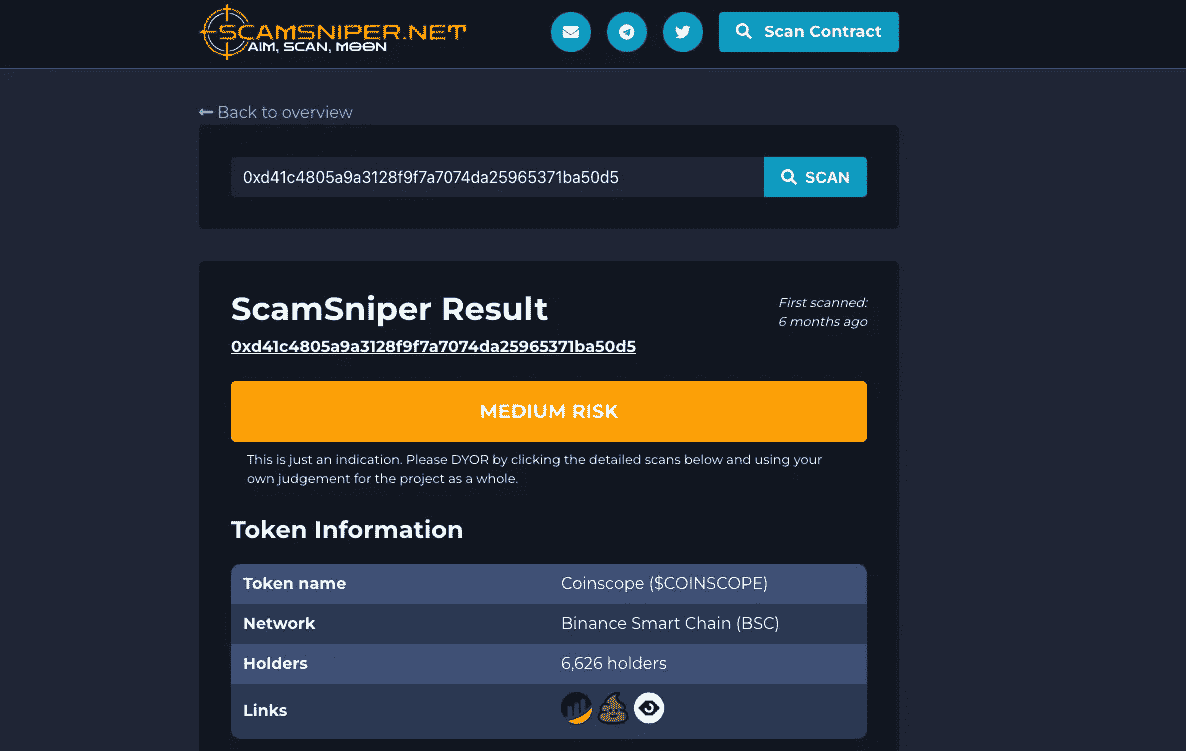 SCAMSNIPER.NET
AIM, SCAN, MOON
Scan Contract
Back to overview
0xd41c4805a9a3128f9f7a7074da25965371ba50d5
SCAN
ScamSniper Result
First scanned:
6 months ago
0xd41c4805a9a3128f9f7a7074da25965371ba50d5
MEDIUM RISK
This is just an indication. Please DYOR by clicking the detailed scans below and using your
own judgement for the project as a whole.
Token Information
Token name Coinscope ($COINSCOPE)
Network Binance Smart Chain (BSC)
Holders 6,626 holders
Links